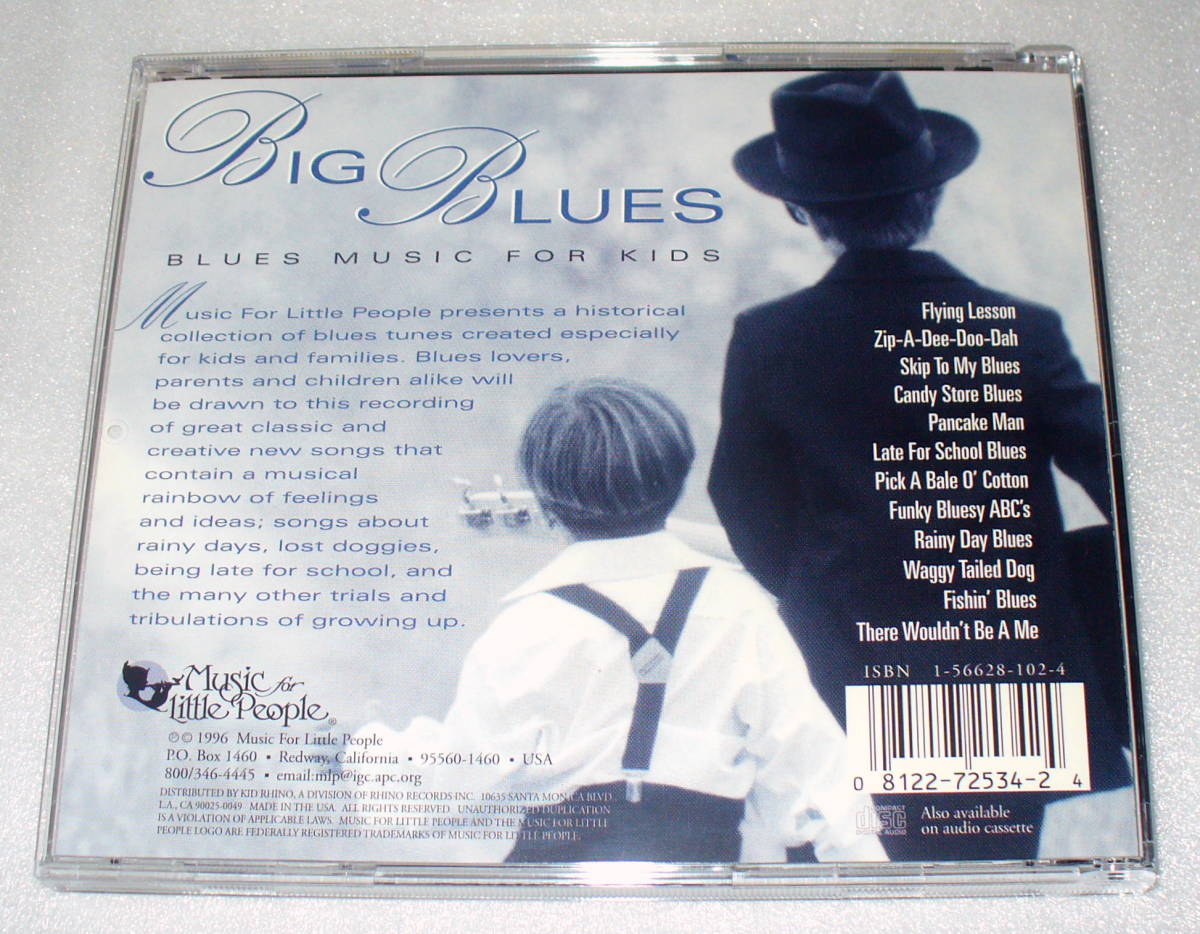 BIG BLUES
BLUES MUSIC FOR KIDS
Music For Little People presents a historical
collection of blues tunes created especially
for kids and families. Blues lovers,
parents and children alike will
be drawn to this recording
of great classic and
creative new songs that
contain a musical
rainbow of feelings
and ideas; songs about
rainy days, lost doggies,
being late for school, and
the many other trials and
tribulations of growing up.
Flying Lesson
Zip-A-Dee-Doo-Dah
Skip To My Blues
Candy Store Blues
Pancake Man
Late For School Blues
Pick A Bale O' Cotton
Funky Bluesy ABC's
Rainy Day Blues
Waggy Tailed Dog
Fishin' Blues
There Wouldn't Be A Me
ISBN 1-56628-102-4
0 8122-72534-2 4
Music for
Little People®
℗© 1996 Music For Little People
P.O. Box 1460 • Redway, California • 95560-1460 • USA
800/346-4445 • email:mlp@igc.apc.org
DISTRIBUTED BY KID RHINO, A DIVISION OF RHINO RECORDS INC. 10635 SANTA MONICA BLVD.,
L.A., CA 90025-0049 MADE IN THE USA. ALL RIGHTS RESERVED. UNAUTHORIZED DUPLICATION
IS A VIOLATION OF APPLICABLE LAWS. MUSIC FOR LITTLE PEOPLE AND THE MUSIC FOR LITTLE
PEOPLE LOGO ARE FEDERALLY REGISTERED TRADEMARKS OF MUSIC FOR LITTLE PEOPLE.
COMPACT
disc
DIGITAL AUDIO
Also available
on audio cassette